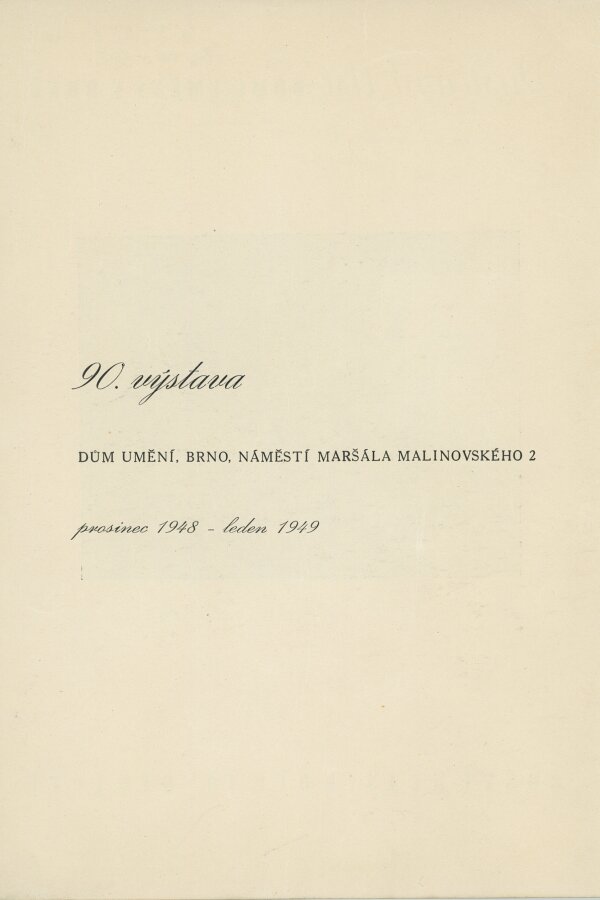 90. výstava
DŮM UMĚNÍ, BRNO, NÁMĚSTÍ MARŠÁLA MALINOVSKÉHO 2
prosinec 1948 - leden 1949